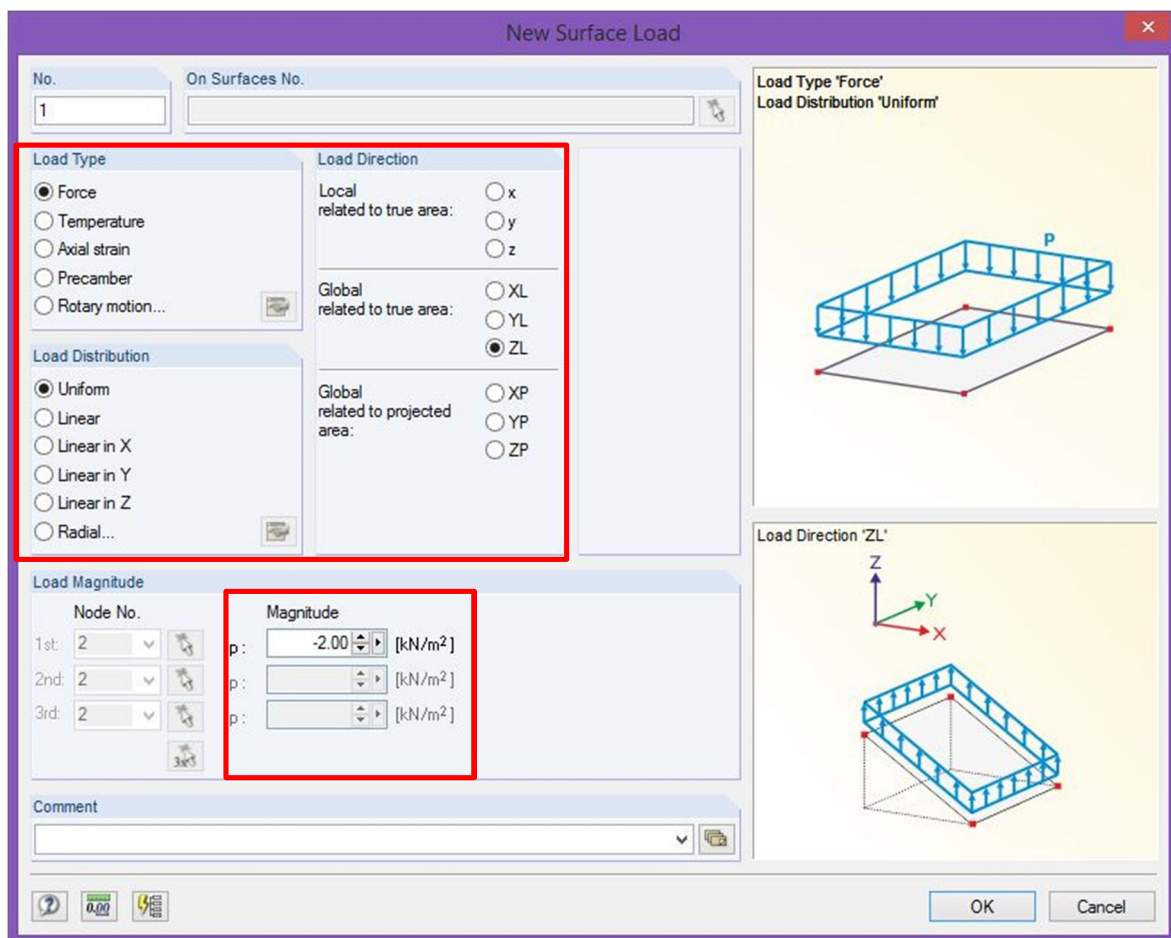 New Surface Load
No.
1
On Surfaces No.
Load Type
Force
Temperature
Axial strain
Precamber
Rotary motion...
Load Distribution
Uniform
Linear
Linear in X
Linear in Y
Linear in Z
Radial...
Load Direction
Local
related to true area:
x
y
z
Global
related to true area:
XL
YL
ZL
Global
related to projected
area:
XP
YP
ZP
Load Magnitude
Node No.
Magnitude
1st: 2 p: -2.00 [kN/m²]
2nd: 2 p: [kN/m²]
3rd: 2 p: [kN/m²]
3x
Comment
0.00
OK
Cancel
Load Type 'Force'
Load Distribution 'Uniform'
P
Load Direction 'ZL'
Z
Y
X